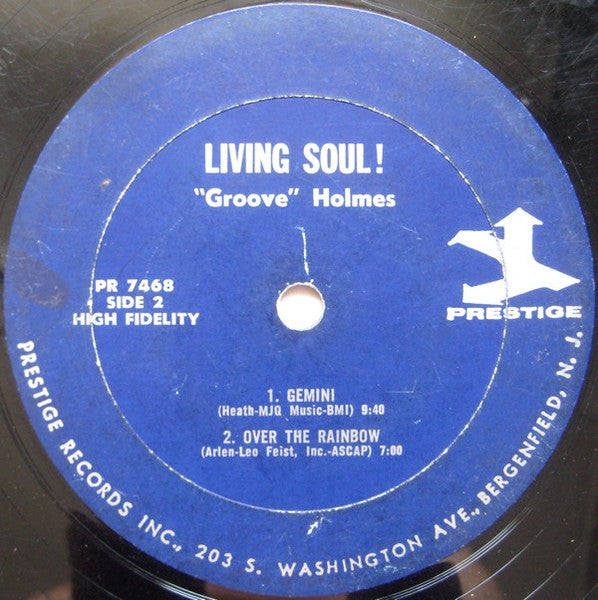 LIVING SOUL!
"Groove" Holmes
PR 7468
SIDE 2
HIGH FIDELITY
PRESTIGE
1. GEMINI
(Heath-MJQ Music-BMI) 9:40
2. OVER THE RAINBOW
(Arlen-Leo Feist, Inc.-ASCAP) 7:00
PRESTIGE RECORDS INC., 203 S. WASHINGTON AVE., BERGENFIELD, N. J.